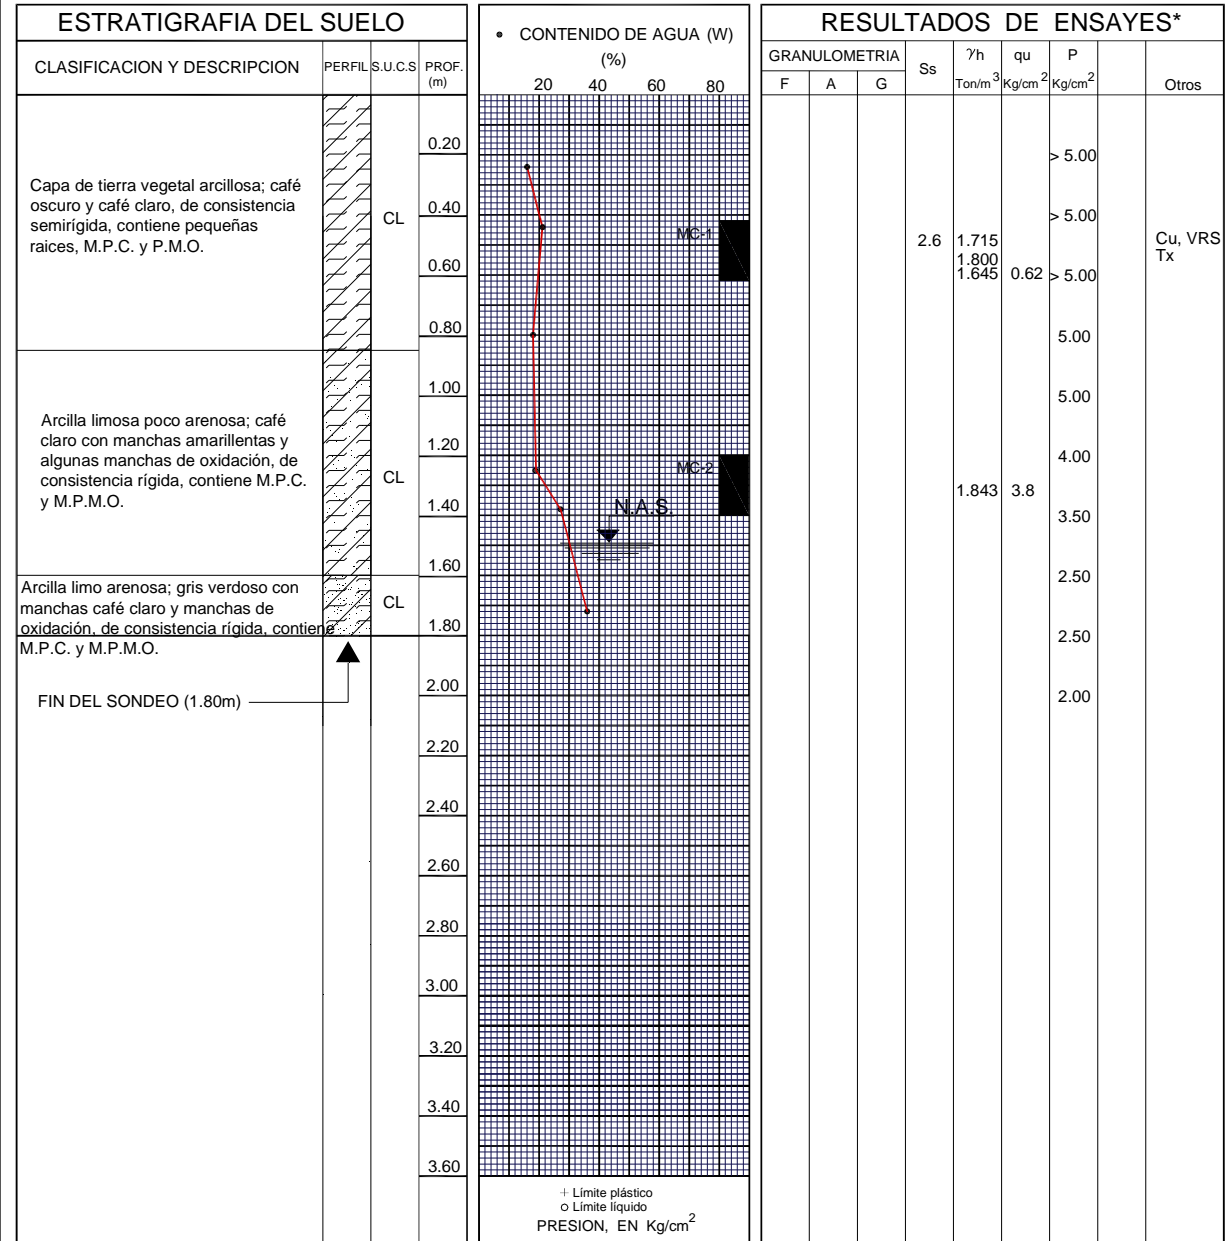 ESTRATIGRAFIA DEL SUELO
CLASIFICACION Y DESCRIPCION
PERFIL
S.U.C.S
PROF.
(m)
Capa de tierra vegetal arcillosa; café
oscuro y café claro, de consistencia
semirígida, contiene pequeñas
raices, M.P.C. y P.M.O.
CL
Arcilla limosa poco arenosa; café
claro con manchas amarillentas y
algunas manchas de oxidación, de
consistencia rígida, contiene M.P.C.
y M.P.M.O.
CL
Arcilla limo arenosa; gris verdoso con
manchas café claro y manchas de
oxidación, de consistencia rígida, contiene
M.P.C. y M.P.M.O.
CL
FIN DEL SONDEO (1.80m)
0.20
0.40
0.60
0.80
1.00
1.20
1.40
1.60
1.80
2.00
2.20
2.40
2.60
2.80
3.00
3.20
3.40
3.60
CONTENIDO DE AGUA (W)
(%)
20 40 60 80
MC-1
MC-2
N.A.S.
+ Límite plástico
o Límite líquido
PRESION, EN Kg/cm2
RESULTADOS DE ENSAYES*
GRANULOMETRIA
F A G
Ss
γh
Ton/m3
qu
Kg/cm2
P
Kg/cm2
Otros
> 5.00
> 5.00
2.6 1.715
Cu, VRS
Tx
1.800
1.645 0.62 > 5.00
5.00
5.00
4.00
1.843 3.8
3.50
2.50
2.50
2.00